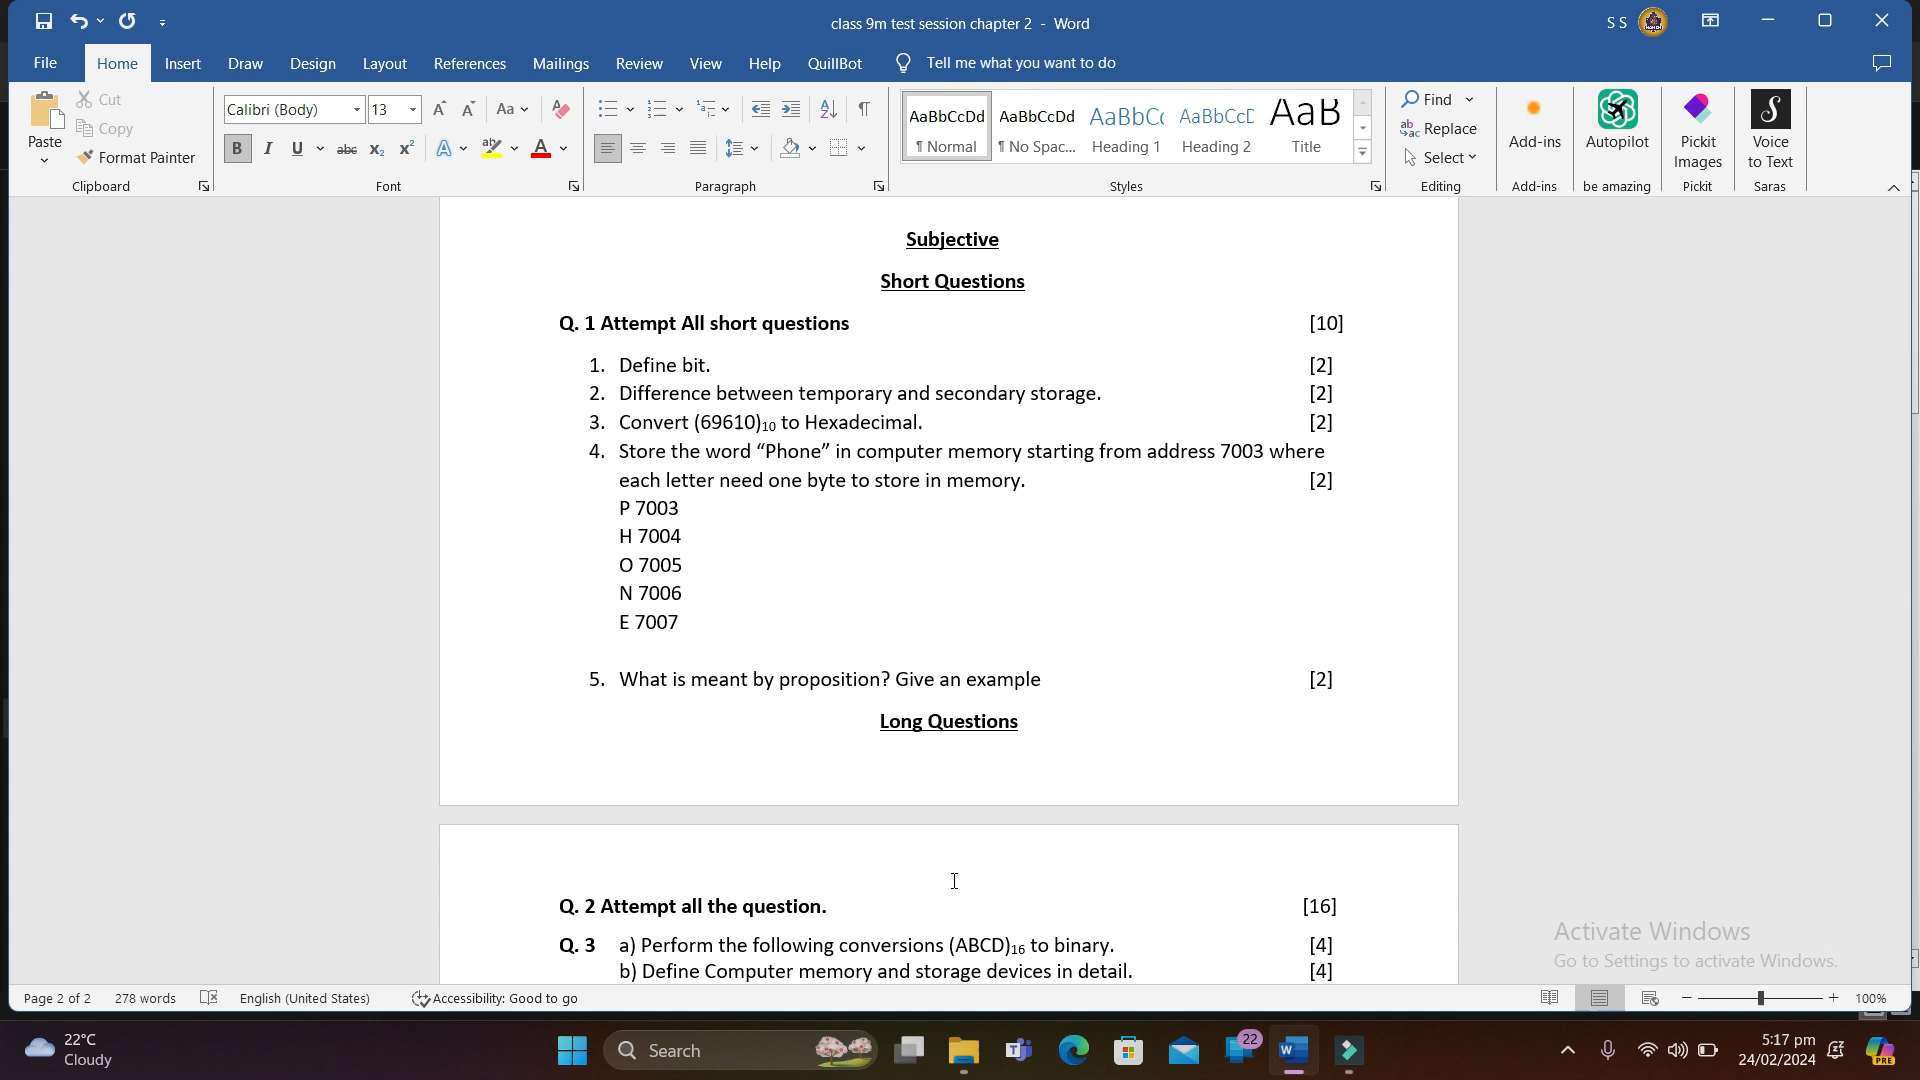 class 9m test session chapter 2 - Word
S S
File Home Insert Draw Design Layout References Mailings Review View Help QuillBot Tell me what you want to do
Paste
Cut
Copy
Format Painter
Clipboard
Calibri (Body) 13
Font
Paragraph
AaBbCcDd AaBbCcDd AaBbCc AaBbCcD AaB
¶ Normal ¶ No Spac... Heading 1 Heading 2 Title
Styles
Find
Replace
Select
Editing
Add-ins
Add-ins
Autopilot
be amazing
Pickit
Images
Pickit
Voice
to Text
Saras
Subjective
Short Questions
Q. 1 Attempt All short questions [10]
1. Define bit. [2]
2. Difference between temporary and secondary storage. [2]
3. Convert (69610)₁₀ to Hexadecimal. [2]
4. Store the word “Phone” in computer memory starting from address 7003 where
each letter need one byte to store in memory. [2]
P 7003
H 7004
O 7005
N 7006
E 7007
5. What is meant by proposition? Give an example [2]
Long Questions
Q. 2 Attempt all the question. [16]
Q. 3 a) Perform the following conversions (ABCD)₁₆ to binary. [4]
b) Define Computer memory and storage devices in detail. [4]
Activate Windows
Go to Settings to activate Windows.
Page 2 of 2 278 words English (United States) Accessibility: Good to go 100%
22°C
Cloudy
Search
22
5:17 pm
24/02/2024
PRE